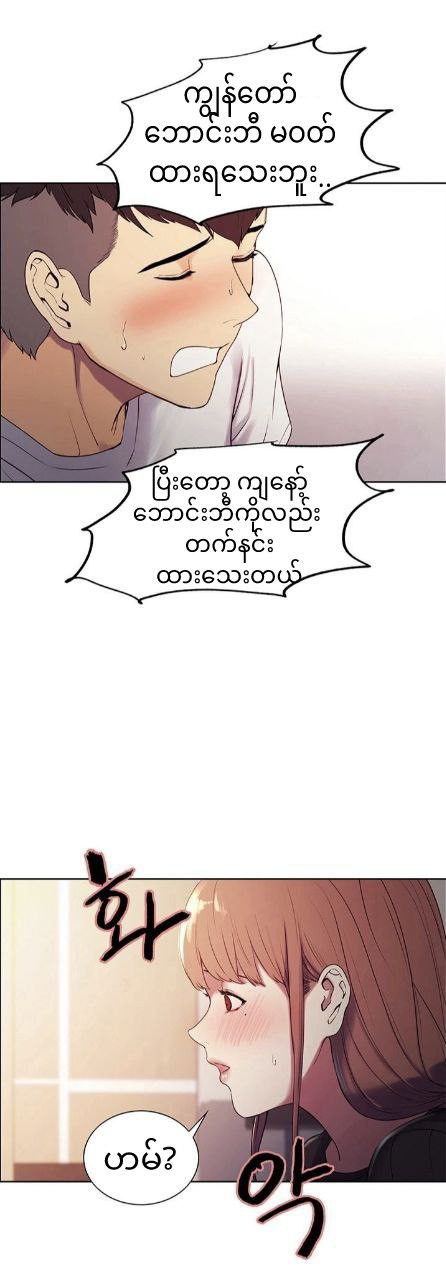 ကျွန်တော်
ဘောင်းဘီ မဝတ်
ထားရသေးဘူး..
ပြီးတော့ ကျနော့်
ဘောင်းဘီကိုလည်း
တက်နင်း
ထားသေးတယ်
화
ဟမ်?
악